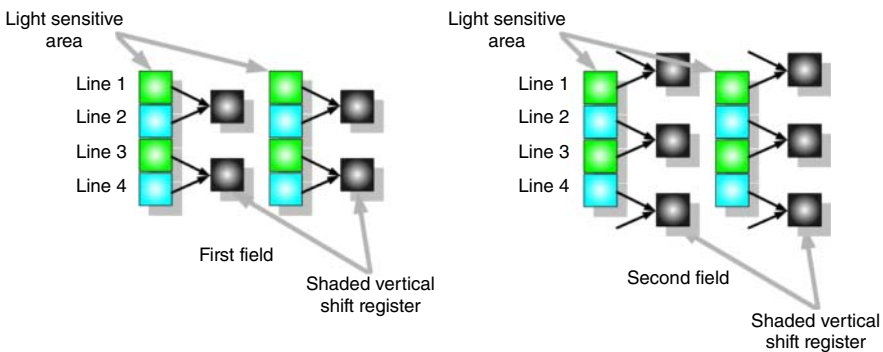 Light sensitive
area
Line 1
Line 2
Line 3
Line 4
First field
Shaded vertical
shift register
Light sensitive
area
Line 1
Line 2
Line 3
Line 4
Second field
Shaded vertical
shift register